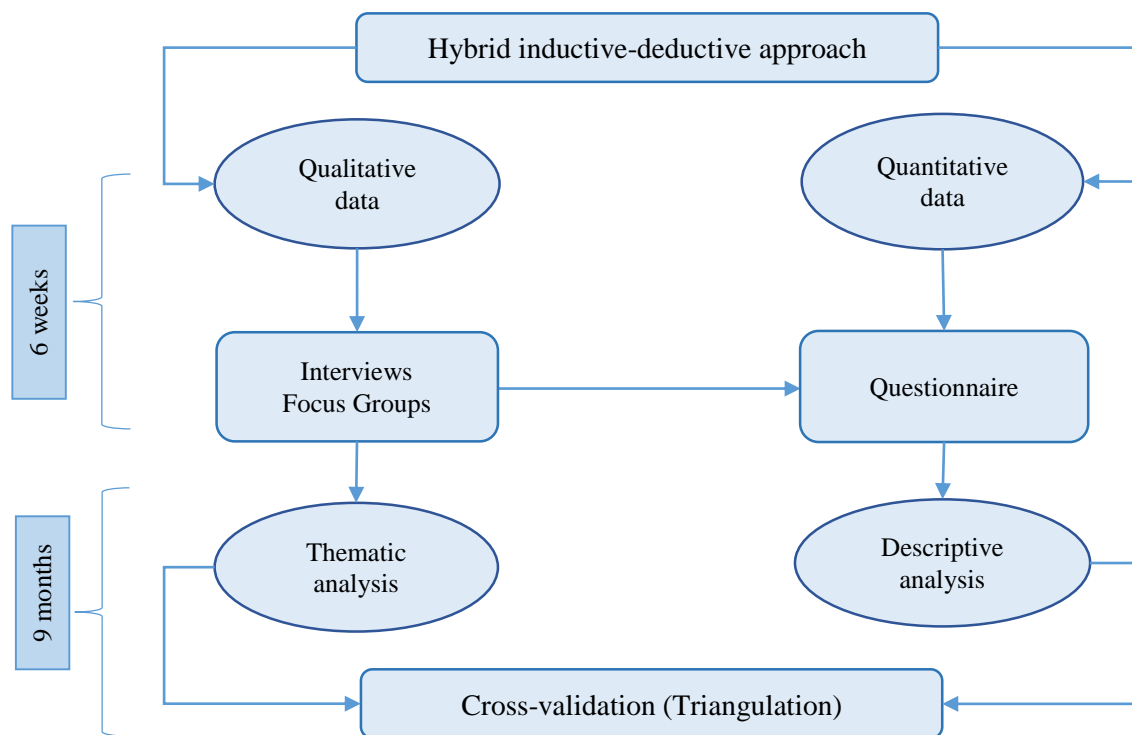 Hybrid inductive-deductive approach
Qualitative
data
Quantitative
data
6 weeks
Interviews
Focus Groups
Questionnaire
9 months
Thematic
analysis
Descriptive
analysis
Cross-validation (Triangulation)